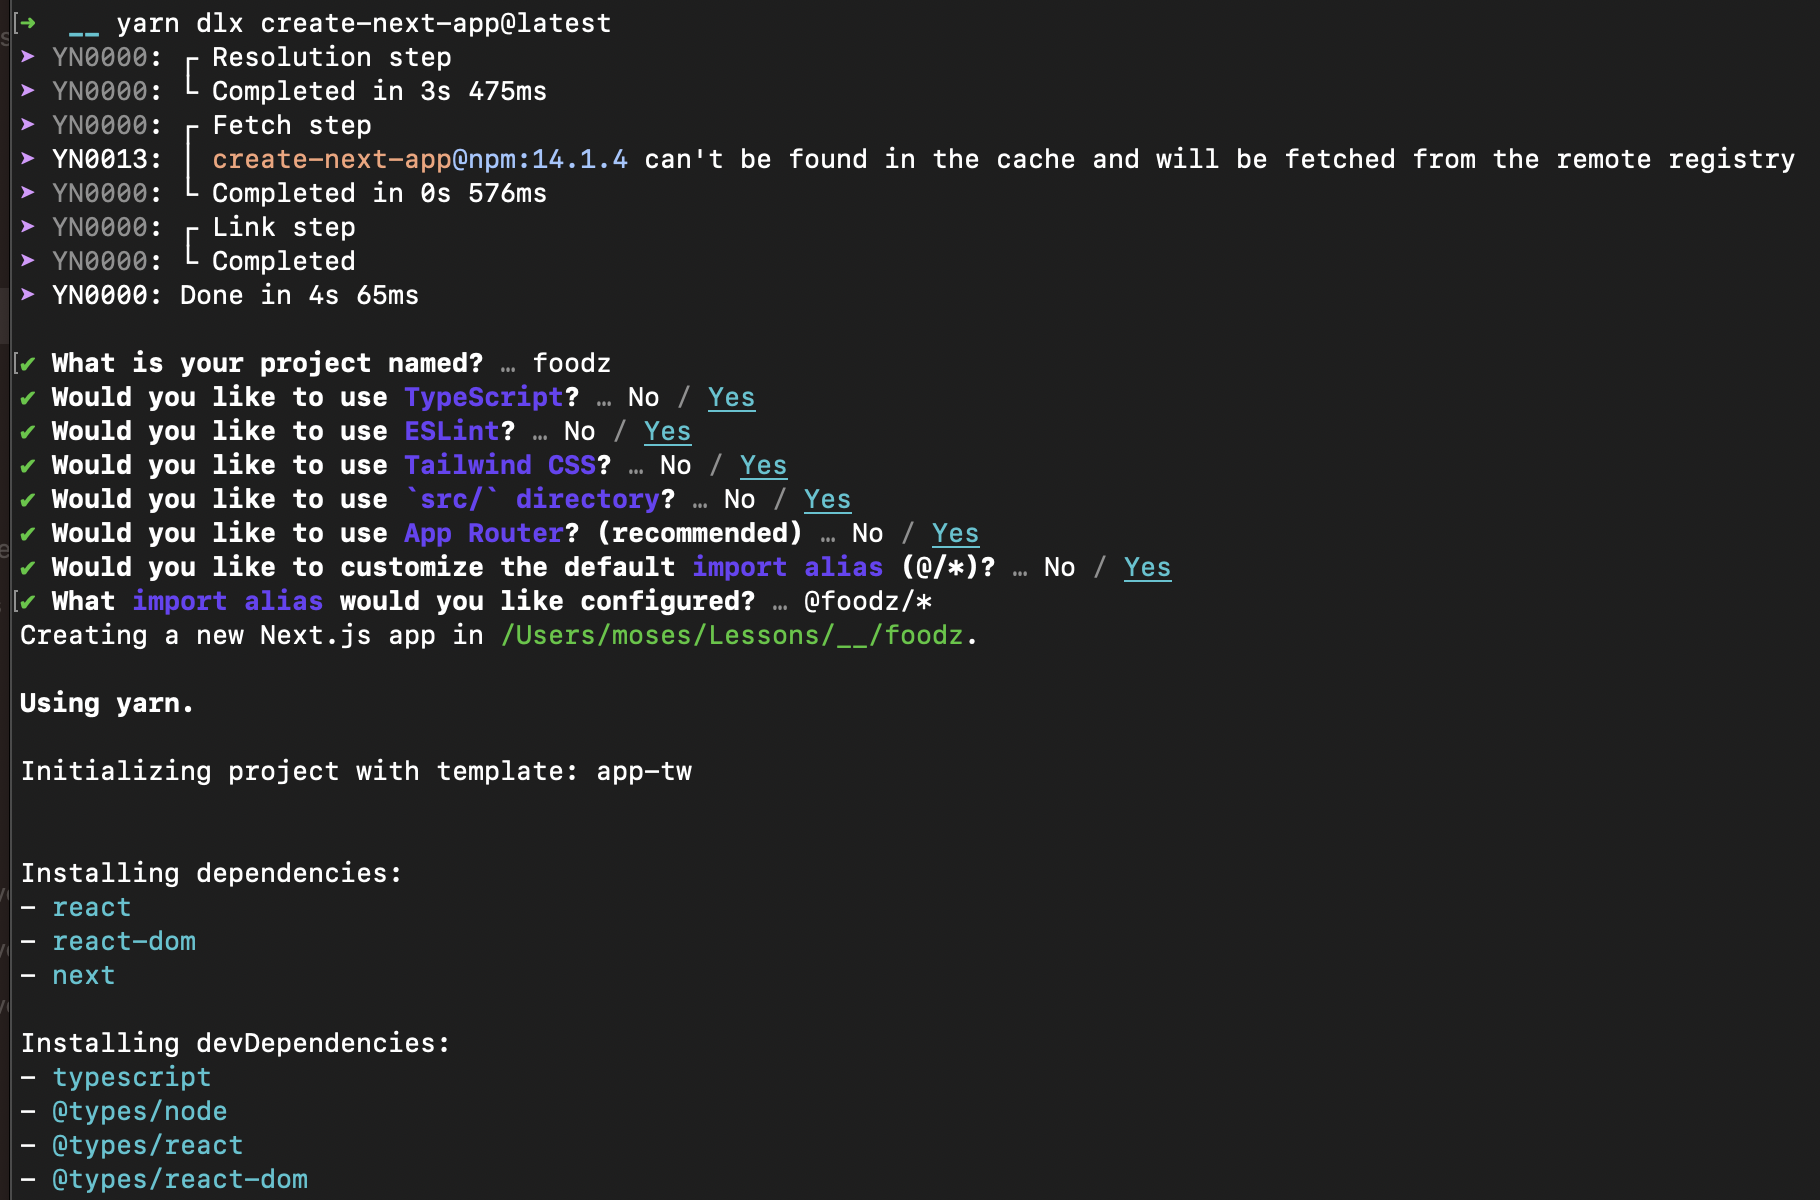 ➜  __ yarn dlx create-next-app@latest
➤ YN0000: ┌ Resolution step
➤ YN0000: └ Completed in 3s 475ms
➤ YN0000: ┌ Fetch step
➤ YN0013: │ create-next-app@npm:14.1.4 can't be found in the cache and will be fetched from the remote registry
➤ YN0000: └ Completed in 0s 576ms
➤ YN0000: ┌ Link step
➤ YN0000: └ Completed
➤ YN0000: Done in 4s 65ms
✔ What is your project named? … foodz
✔ Would you like to use TypeScript? … No / Yes
✔ Would you like to use ESLint? … No / Yes
✔ Would you like to use Tailwind CSS? … No / Yes
✔ Would you like to use `src/` directory? … No / Yes
✔ Would you like to use App Router? (recommended) … No / Yes
✔ Would you like to customize the default import alias (@/*)? … No / Yes
✔ What import alias would you like configured? … @foodz/*
Creating a new Next.js app in /Users/moses/Lessons/__/foodz.
Using yarn.
Initializing project with template: app-tw
Installing dependencies:
- react
- react-dom
- next
Installing devDependencies:
- typescript
- @types/node
- @types/react
- @types/react-dom